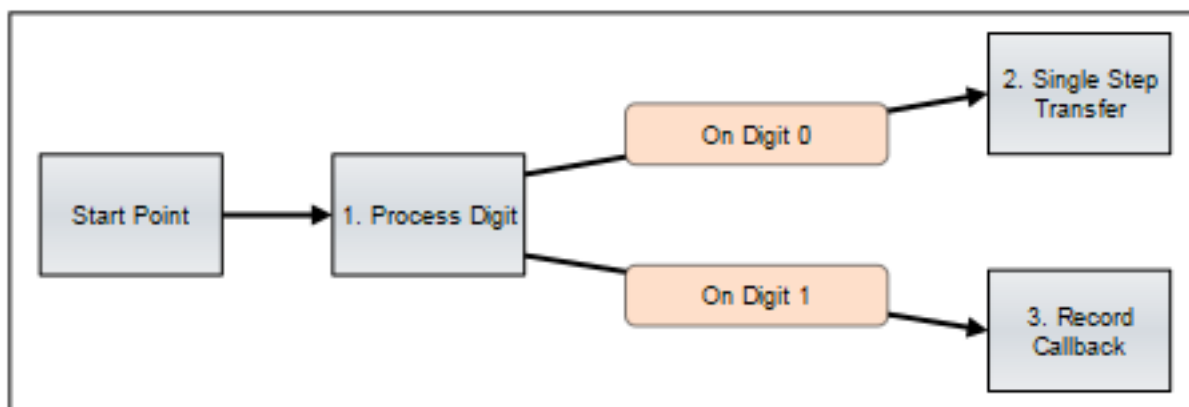 Start Point
1. Process Digit
On Digit 0
2. Single Step
Transfer
On Digit 1
3. Record
Callback